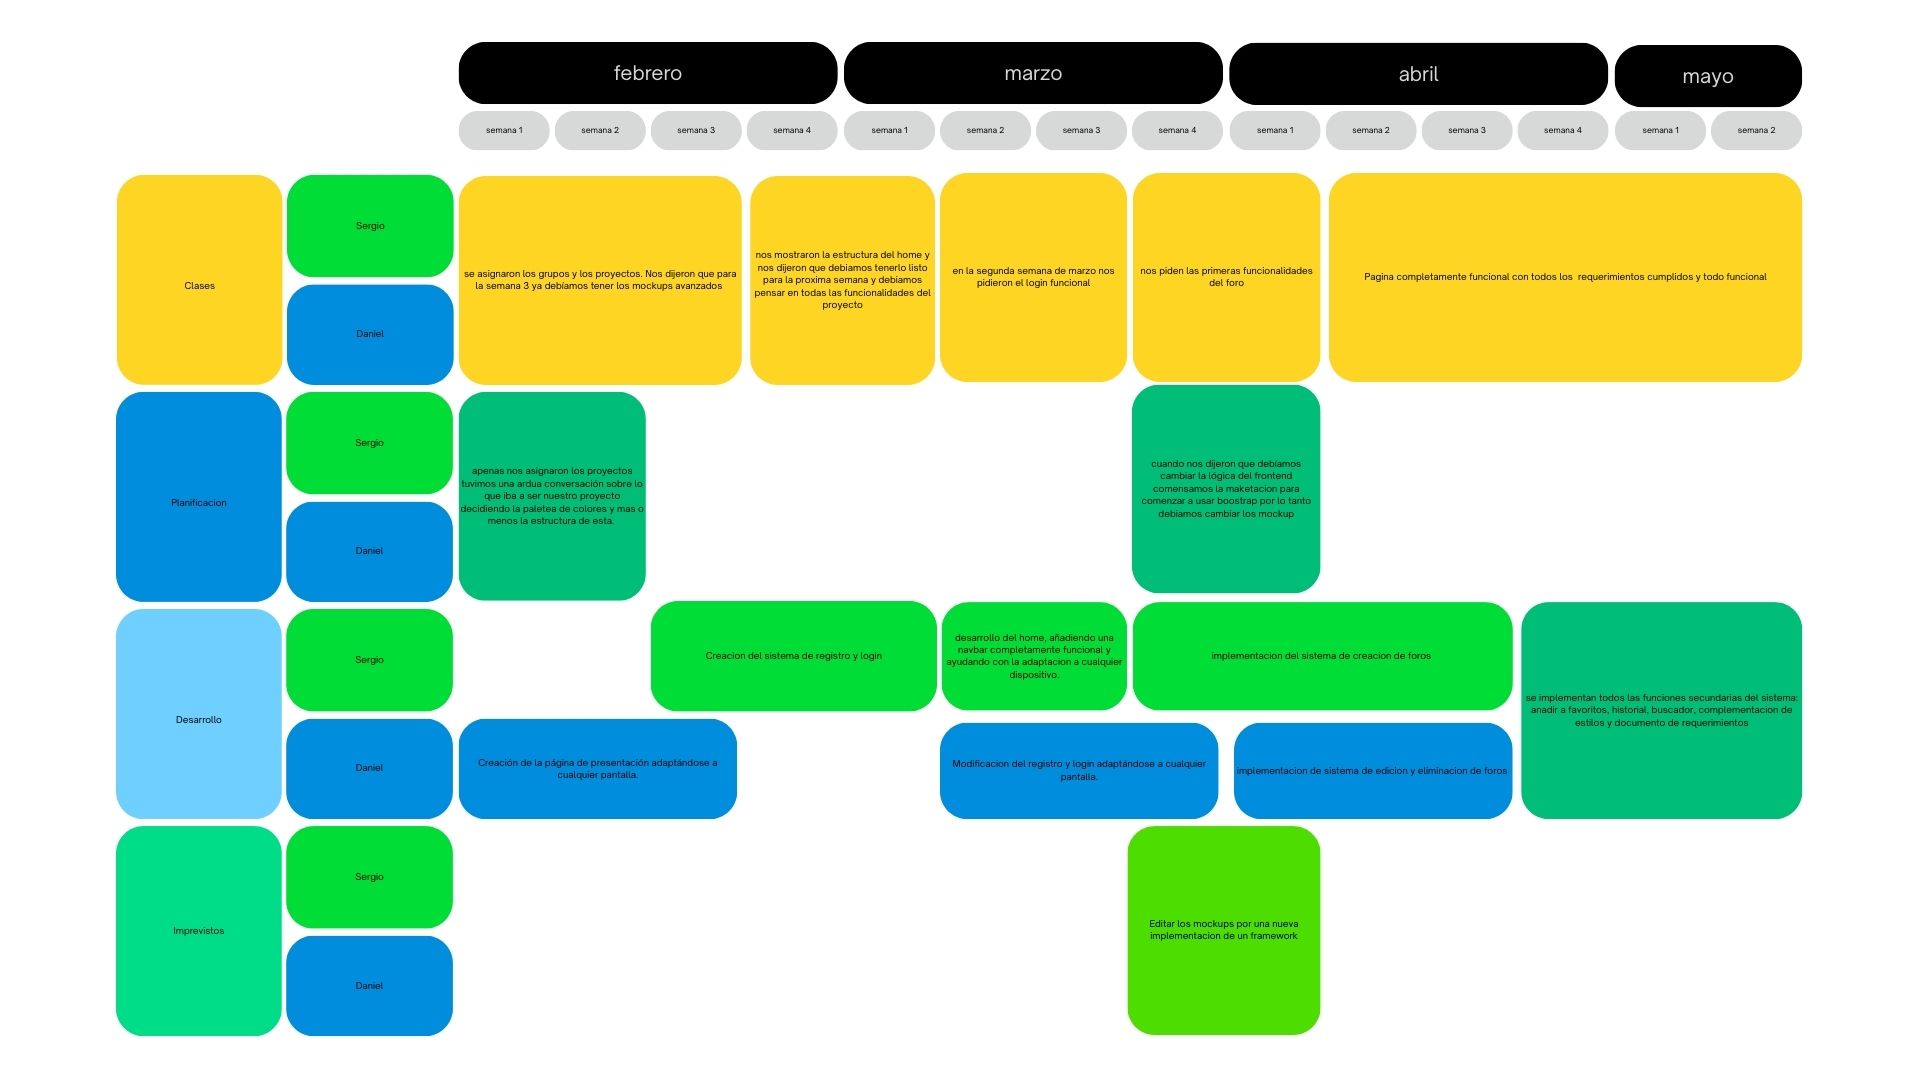 febrero
marzo
abril
mayo
semana 1
semana 2
semana 3
semana 4
semana 1
semana 2
semana 3
semana 4
semana 1
semana 2
semana 3
semana 4
semana 1
semana 2
Clases
Sergio
Daniel
se asignaron los grupos y los proyectos. Nos dijeron que para
la semana 3 ya debíamos tener los mockups avanzados
nos mostraron la estructura del home y
nos dijeron que debiamos tenerlo listo
para la proxima semana y debiamos
pensar en todas las funcionalidades del
proyecto
en la segunda semana de marzo nos
pidieron el login funcional
nos piden las primeras funcionalidades
del foro
Pagina completamente funcional con todos los  requerimientos cumplidos y todo funcional
Planificacion
Sergio
Daniel
apenas nos asignaron los proyectos
tuvimos una ardua conversación sobre lo
que iba a ser nuestro proyecto
decidiendo la paletea de colores y mas o
menos la estructura de esta.
cuando nos dijeron que debíamos
cambiar la lógica del frontend
comensamos la maketacion para
comenzar a usar boostrap por lo tanto
debiamos cambiar los mockup
Desarrollo
Sergio
Daniel
Creacion del sistema de registro y login
desarrollo del home, añadiendo una
navbar completamente funcional y
ayudando con la adaptacion a cualquier
dispositivo.
implementacion del sistema de creacion de foros
se implementan todos las funciones secundarias del sistema:
anadir a favoritos, historial, buscador, complementacion de
estilos y documento de requerimientos
Creación de la página de presentación adaptándose a
cualquier pantalla.
Modificacion del registro y login adaptándose a cualquier
pantalla.
implementacion de sistema de edicion y eliminacion de foros
Imprevistos
Sergio
Daniel
Editar los mockups por una nueva
implementacion de un framework